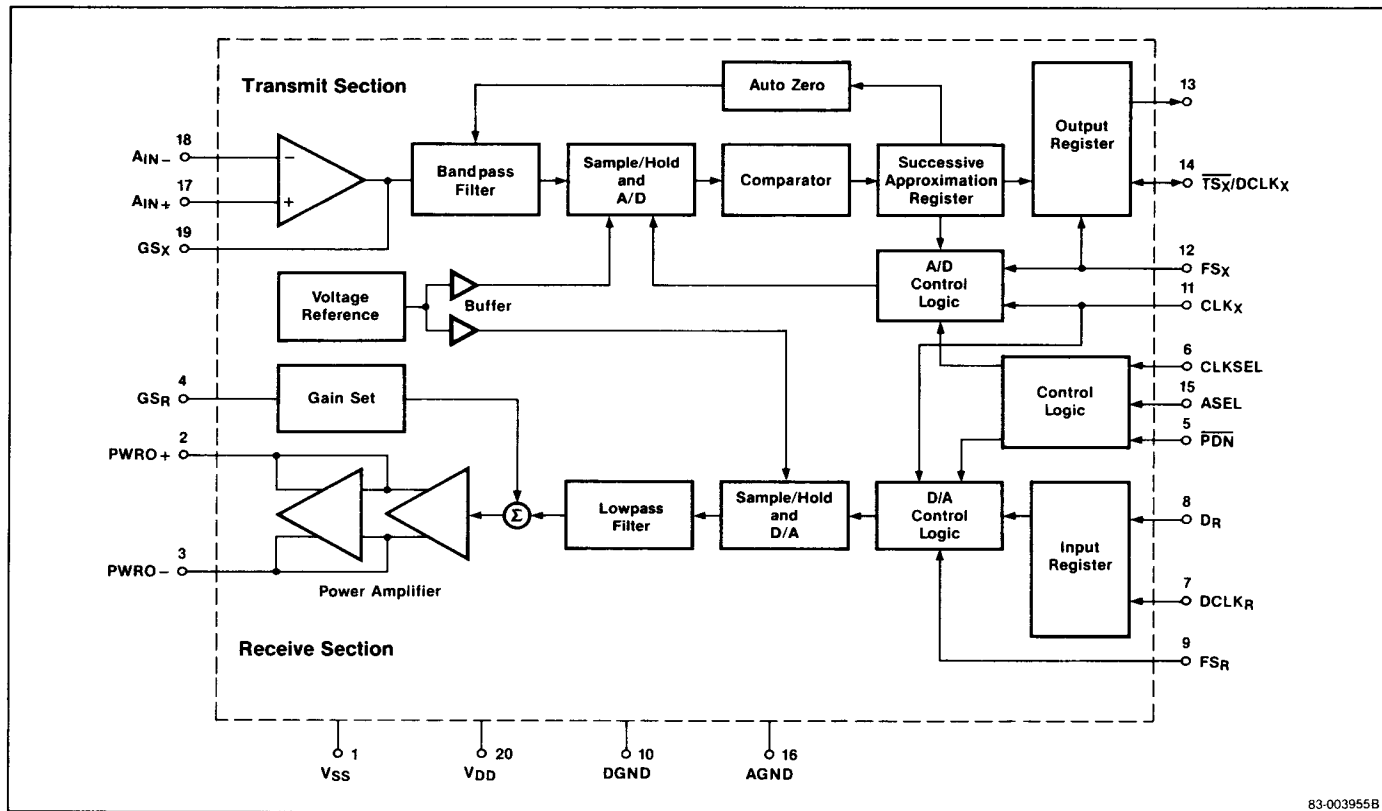 Transmit Section
Auto Zero
13
Output
Register
18
AIN-
-
17
AIN+
+
19
GSX
Bandpass
Filter
Sample/Hold
and
A/D
Comparator
Successive
Approximation
Register
14
TSX/DCLKX
12
FSX
11
CLKX
A/D
Control
Logic
Voltage
Reference
Buffer
6
CLKSEL
15
ASEL
5
PDN
Control
Logic
4
GSR
Gain Set
2
PWRO+
3
PWRO-
Power Amplifier
Σ
Lowpass
Filter
Sample/Hold
and
D/A
D/A
Control
Logic
Input
Register
8
DR
7
DCLKR
9
FSR
Receive Section
1
VSS
20
VDD
10
DGND
16
AGND
83-003955B